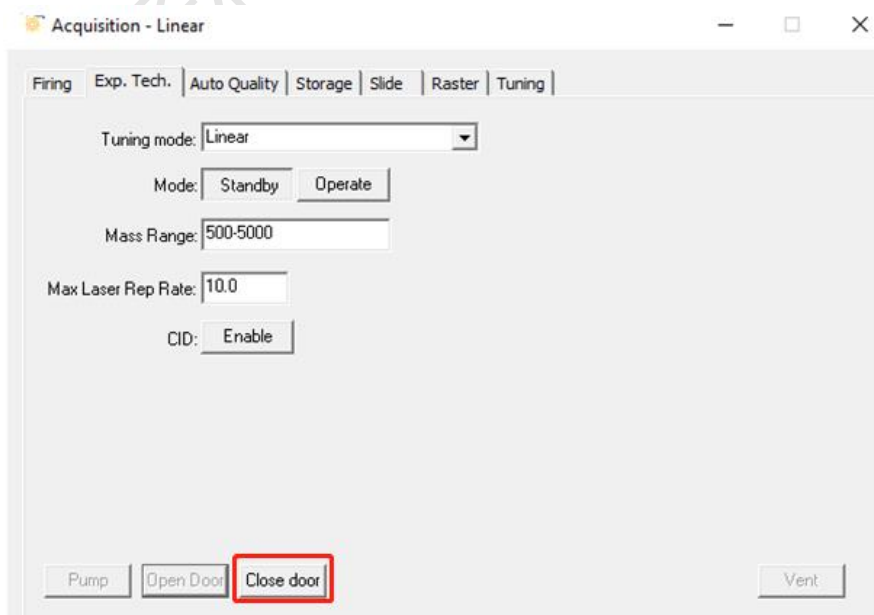 Acquisition - Linear
Firing Exp. Tech. Auto Quality Storage Slide Raster Tuning
Tuning mode: Linear
Mode: Standby Operate
Mass Range: 500-5000
Max Laser Rep Rate: 10.0
CID: Enable
Pump Open Door Close door Vent